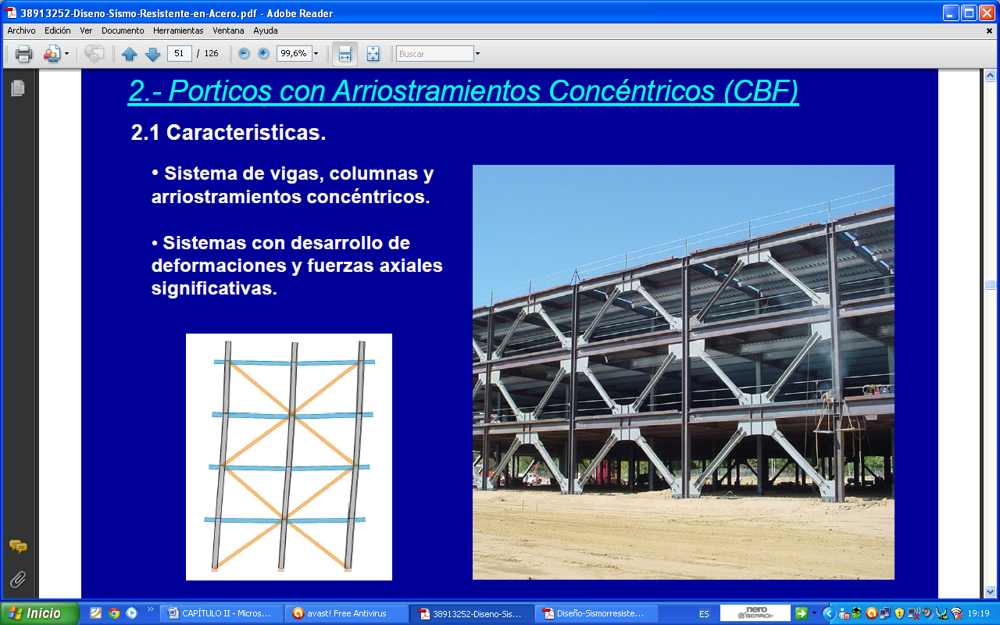 38913252-Diseno-Sismo-Resistente-en-Acero.pdf - Adobe Reader
Archivo Edición Ver Documento Herramientas Ventana Ayuda
51 / 126 99,6% Buscar
2.- Porticos con Arriostramientos Concéntricos (CBF)
2.1 Caracteristicas.
• Sistema de vigas, columnas y
arriostramientos concéntricos.
• Sistemas con desarrollo de
deformaciones y fuerzas axiales
significativas.
Inicio » CAPÍTULO II - Micros... avast! Free Antivirus 38913252-Diseno-Sis... Diseño-Sismorresiste... ES nero SEARCH 19:19